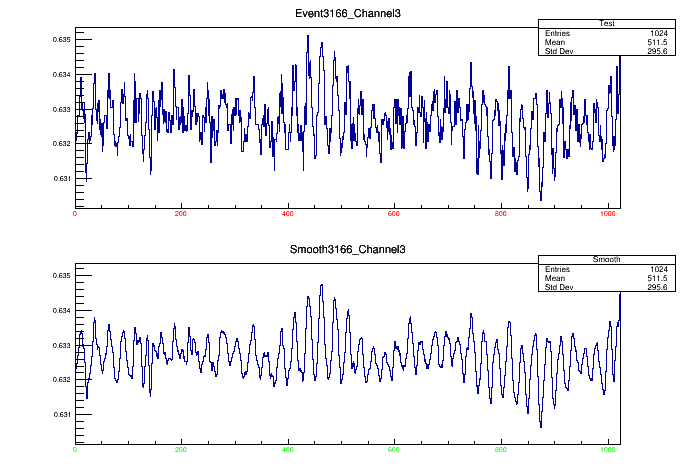 Event3166_Channel3
Test
Entries 1024
Mean 511.5
Std Dev 295.6
0.635
0.634
0.633
0.632
0.631
0 200 400 600 800 1000
Smooth3166_Channel3
Smooth
Entries 1024
Mean 511.5
Std Dev 295.6
0.635
0.634
0.633
0.632
0.631
0 200 400 600 800 1000